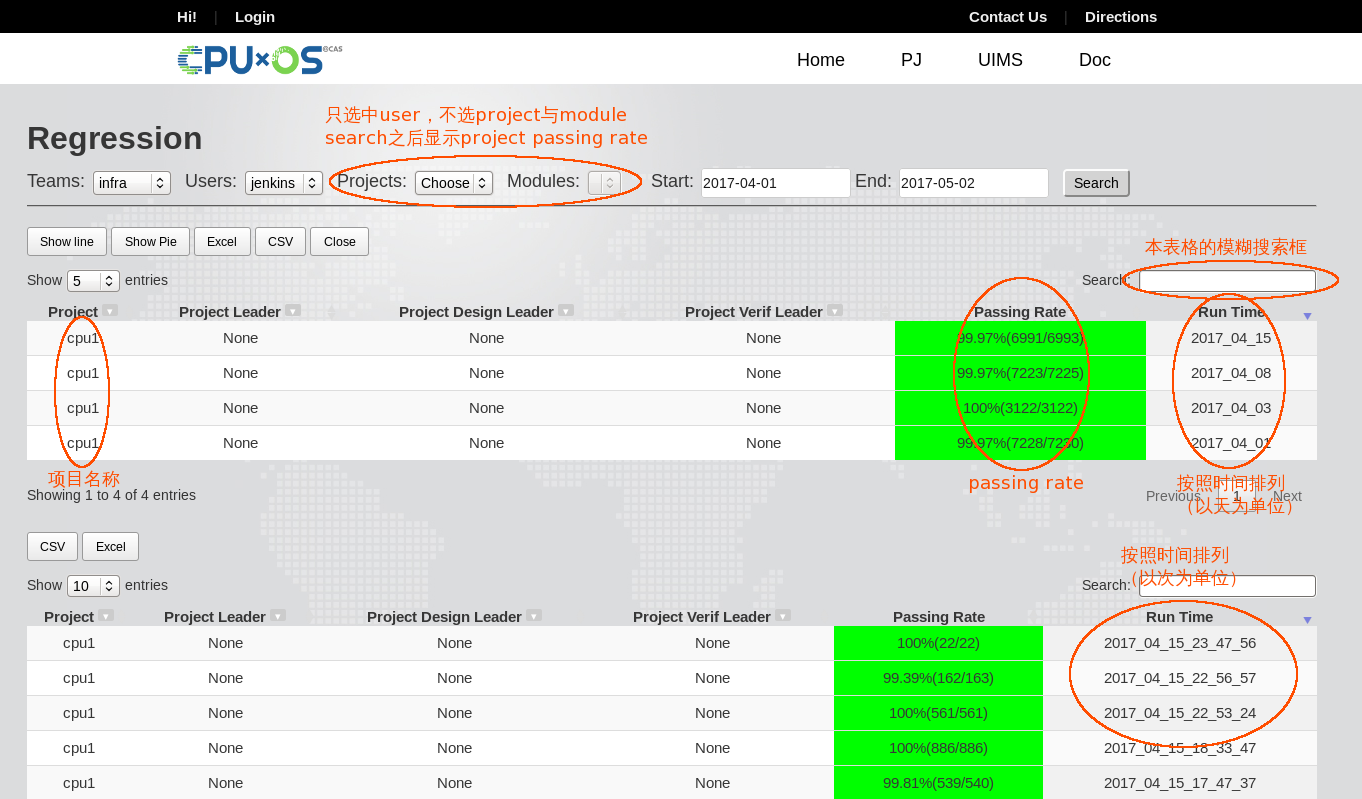 Hi! | Login Contact Us | Directions
CPU×OS @CAS Home PJ UIMS Doc
只选中user，不选project与module
search之后显示project passing rate
Regression
Teams: infra Users: jenkins Projects: Choose Modules: Start: 2017-04-01 End: 2017-05-02 Search
Show line Show Pie Excel CSV Close
本表格的模糊搜索框
Show 5 entries Search:
Project Project Leader Project Design Leader Project Verif Leader Passing Rate Run Time
cpu1 None None None 99.97%(6991/6993) 2017_04_15
cpu1 None None None 99.97%(7223/7225) 2017_04_08
cpu1 None None None 100%(3122/3122) 2017_04_03
cpu1 None None None 99.97%(7228/7230) 2017_04_01
项目名称
passing rate
按照时间排列
（以天为单位）
Showing 1 to 4 of 4 entries Previous 1 Next
CSV Excel
按照时间排列
（以次为单位）
Show 10 entries Search:
Project Project Leader Project Design Leader Project Verif Leader Passing Rate Run Time
cpu1 None None None 100%(22/22) 2017_04_15_23_47_56
cpu1 None None None 99.39%(162/163) 2017_04_15_22_56_57
cpu1 None None None 100%(561/561) 2017_04_15_22_53_24
cpu1 None None None 100%(886/886) 2017_04_15_18_33_47
cpu1 None None None 99.81%(539/540) 2017_04_15_17_47_37